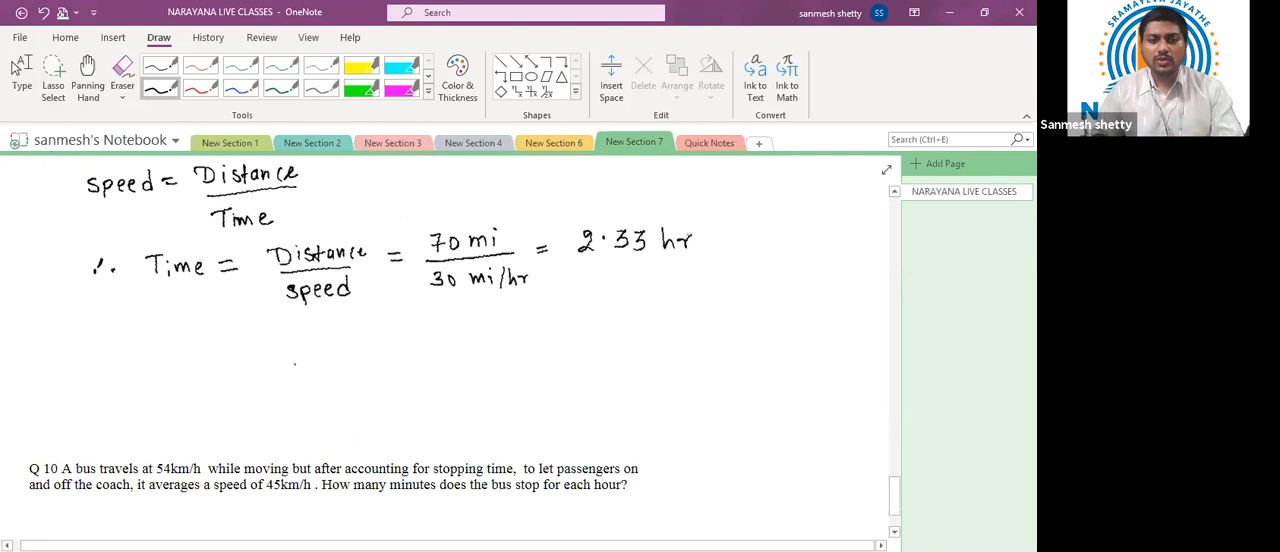 NARAYANA LIVE CLASSES - OneNote
Search
sanmesh shetty
SS
File Home Insert Draw History Review View Help
Type
Lasso Select
Panning Hand
Eraser
Color & Thickness
Insert Space
Delete
Arrange
Rotate
Ink to Text
Ink to Math
Tools Shapes Edit Convert
sanmesh's Notebook
New Section 1 New Section 2 New Section 3 New Section 4 New Section 6 New Section 7 Quick Notes
Search (Ctrl+E)
Add Page
NARAYANA LIVE CLASSES
SRAMAYEVA JAYATHE
N
Sanmesh shetty
speed = Distance / Time
∴ Time = Distance / speed = 70 mi / 30 mi/hr = 2.33 hr
Q 10 A bus travels at 54km/h while moving but after accounting for stopping time, to let passengers on
and off the coach, it averages a speed of 45km/h . How many minutes does the bus stop for each hour?